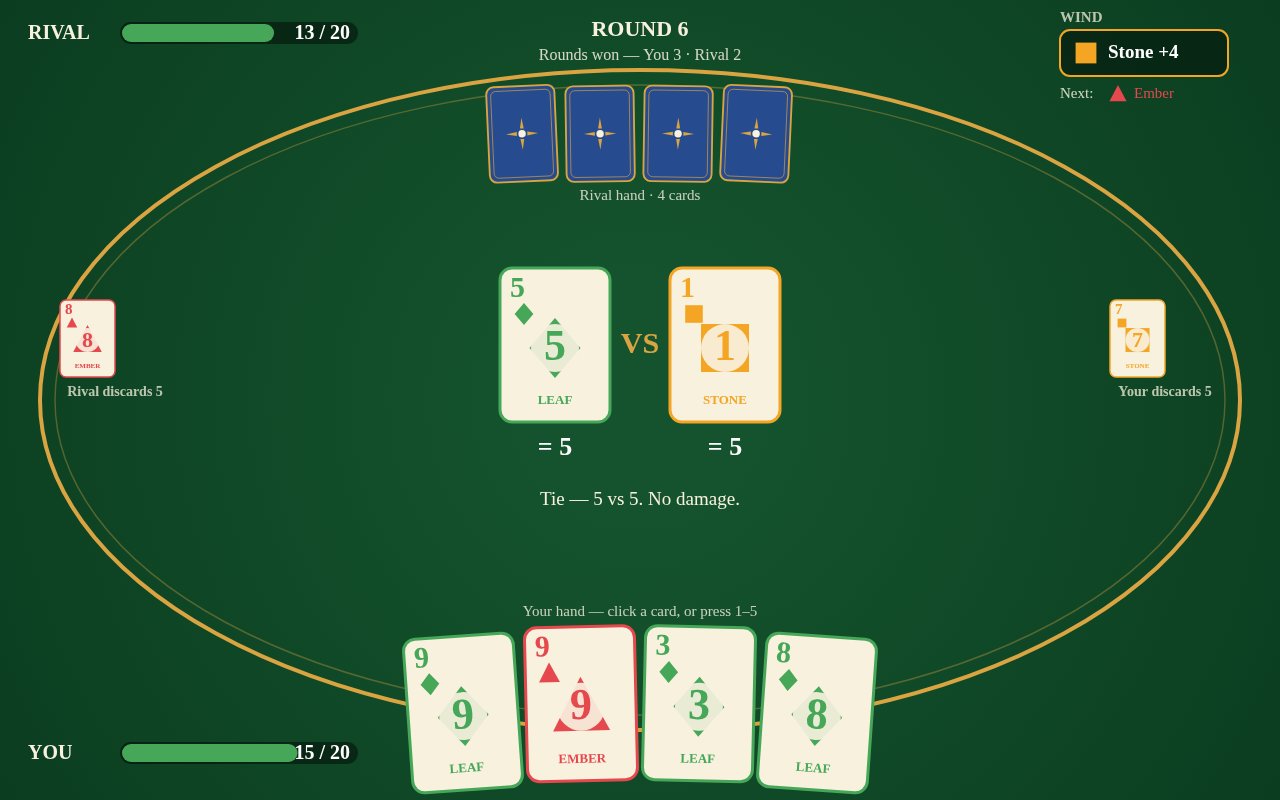 RIVAL
13 / 20
ROUND 6
Rounds won — You 3 · Rival 2
WIND
Stone +4
Next:
Ember
Rival hand · 4 cards
8
8
EMBER
Rival discards 5
5
5
LEAF
= 5
VS
1
1
STONE
= 5
7
7
STONE
Your discards 5
Tie — 5 vs 5. No damage.
Your hand — click a card, or press 1–5
9
9
LEAF
9
9
EMBER
3
3
LEAF
8
8
LEAF
YOU
15 / 20